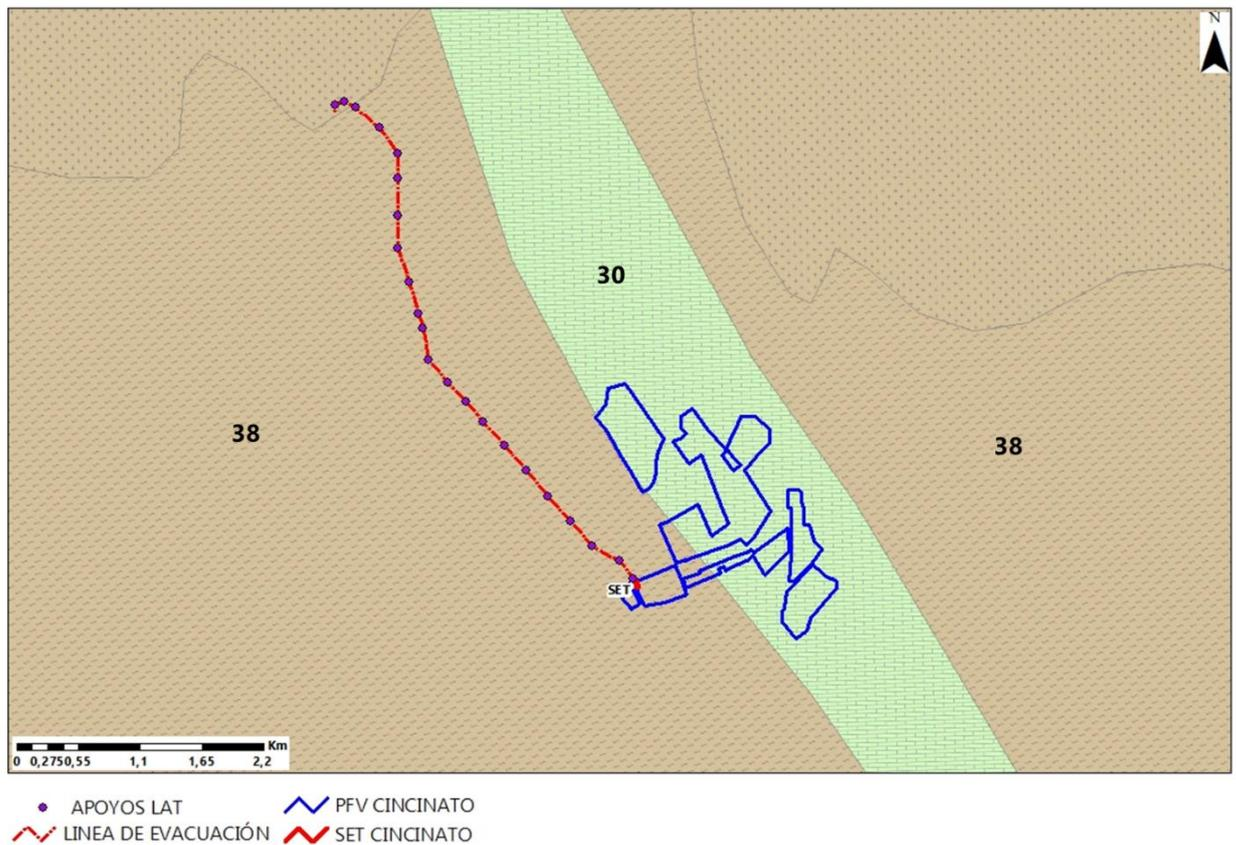 N
30
38
38
SET
Km
0 0,2750,55 1,1 1,65 2,2
APOYOS LAT
PFV CINCINATO
LINEA DE EVACUACIÓN
SET CINCINATO